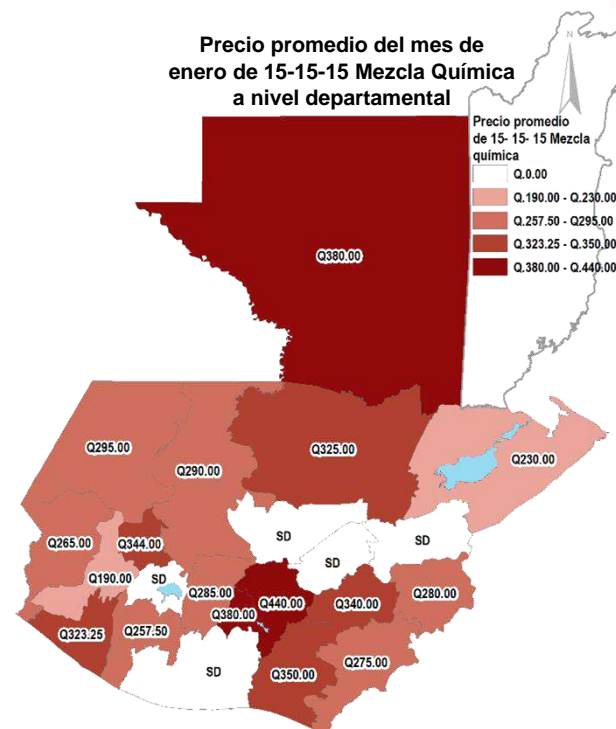 Precio promedio del mes de
enero de 15-15-15 Mezcla Química
a nivel departamental
N
Precio promedio
de 15- 15- 15 Mezcla
química
Q.0.00
Q.190.00 - Q.230.00
Q.257.50 - Q295.00
Q.323.25 - Q.350.00
Q.380.00 - Q.440.00
Q380.00
Q295.00
Q290.00
Q325.00
Q230.00
Q265.00
Q344.00
SD
SD
SD
Q190.00
SD
Q285.00
Q440.00
Q340.00
Q280.00
Q380.00
Q323.25
Q257.50
SD
Q350.00
Q275.00